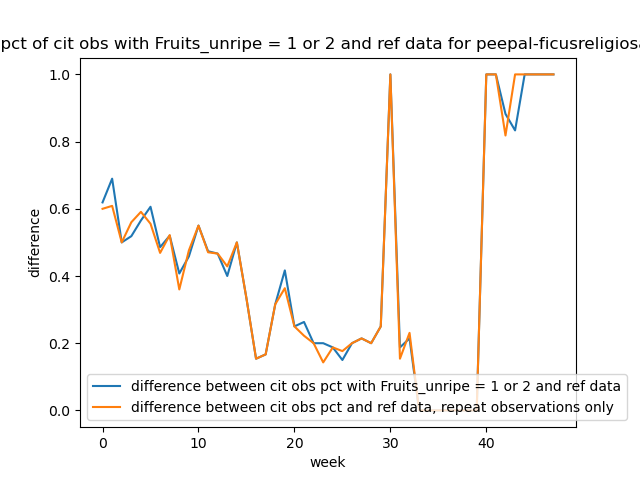 pct of cit obs with Fruits_unripe = 1 or 2 and ref data for peepal-ficusreligiosa
1.0
0.8
0.6
0.4
0.2
0.0
difference
difference between cit obs pct with Fruits_unripe = 1 or 2 and ref data
difference between cit obs pct and ref data, repeat observations only
0 10 20 30 40
week